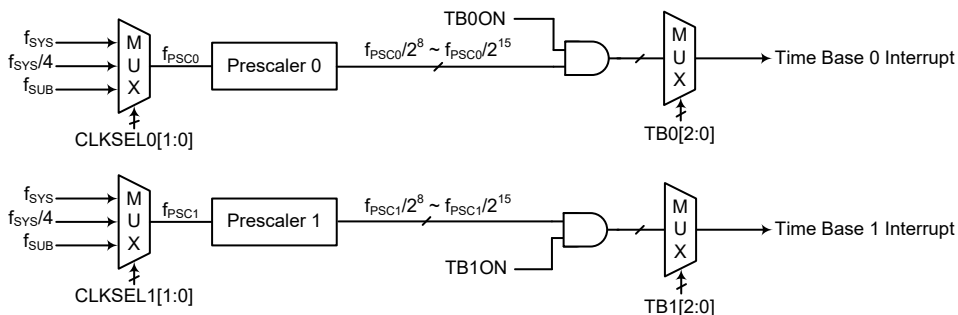 TB0ON
fSYS
fSYS/4
fSUB
M
U
X
fPSC0
Prescaler 0
fPSC0/2^8 ~ fPSC0/2^15
M
U
X
Time Base 0 Interrupt
CLKSEL0[1:0]
TB0[2:0]
fSYS
fSYS/4
fSUB
M
U
X
fPSC1
Prescaler 1
fPSC1/2^8 ~ fPSC1/2^15
M
U
X
Time Base 1 Interrupt
TB1ON
CLKSEL1[1:0]
TB1[2:0]